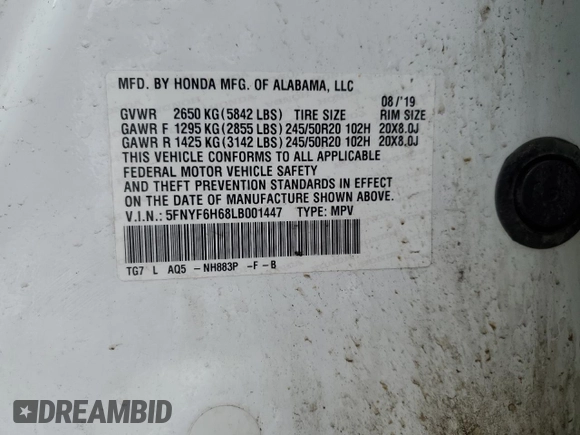 MFD. BY HONDA MFG. OF ALABAMA, LLC
08/'19
GVWR 2650 KG(5842 LBS) TIRE SIZE RIM SIZE
GAWR F 1295 KG(2855 LBS)245/50R20 102H 20X8.0J
GAWR R 1425 KG(3142 LBS)245/50R20 102H 20X8.0J
THIS VEHICLE CONFORMS TO ALL APPLICABLE
FEDERAL MOTOR VEHICLE SAFETY
AND THEFT PREVENTION STANDARDS IN EFFECT
ON THE DATE OF MANUFACTURE SHOWN ABOVE.
V.I.N.: 5FNYF6H68LB001447 TYPE: MPV
TG7 L AQ5 -NH883P -F-B
DREAMBID